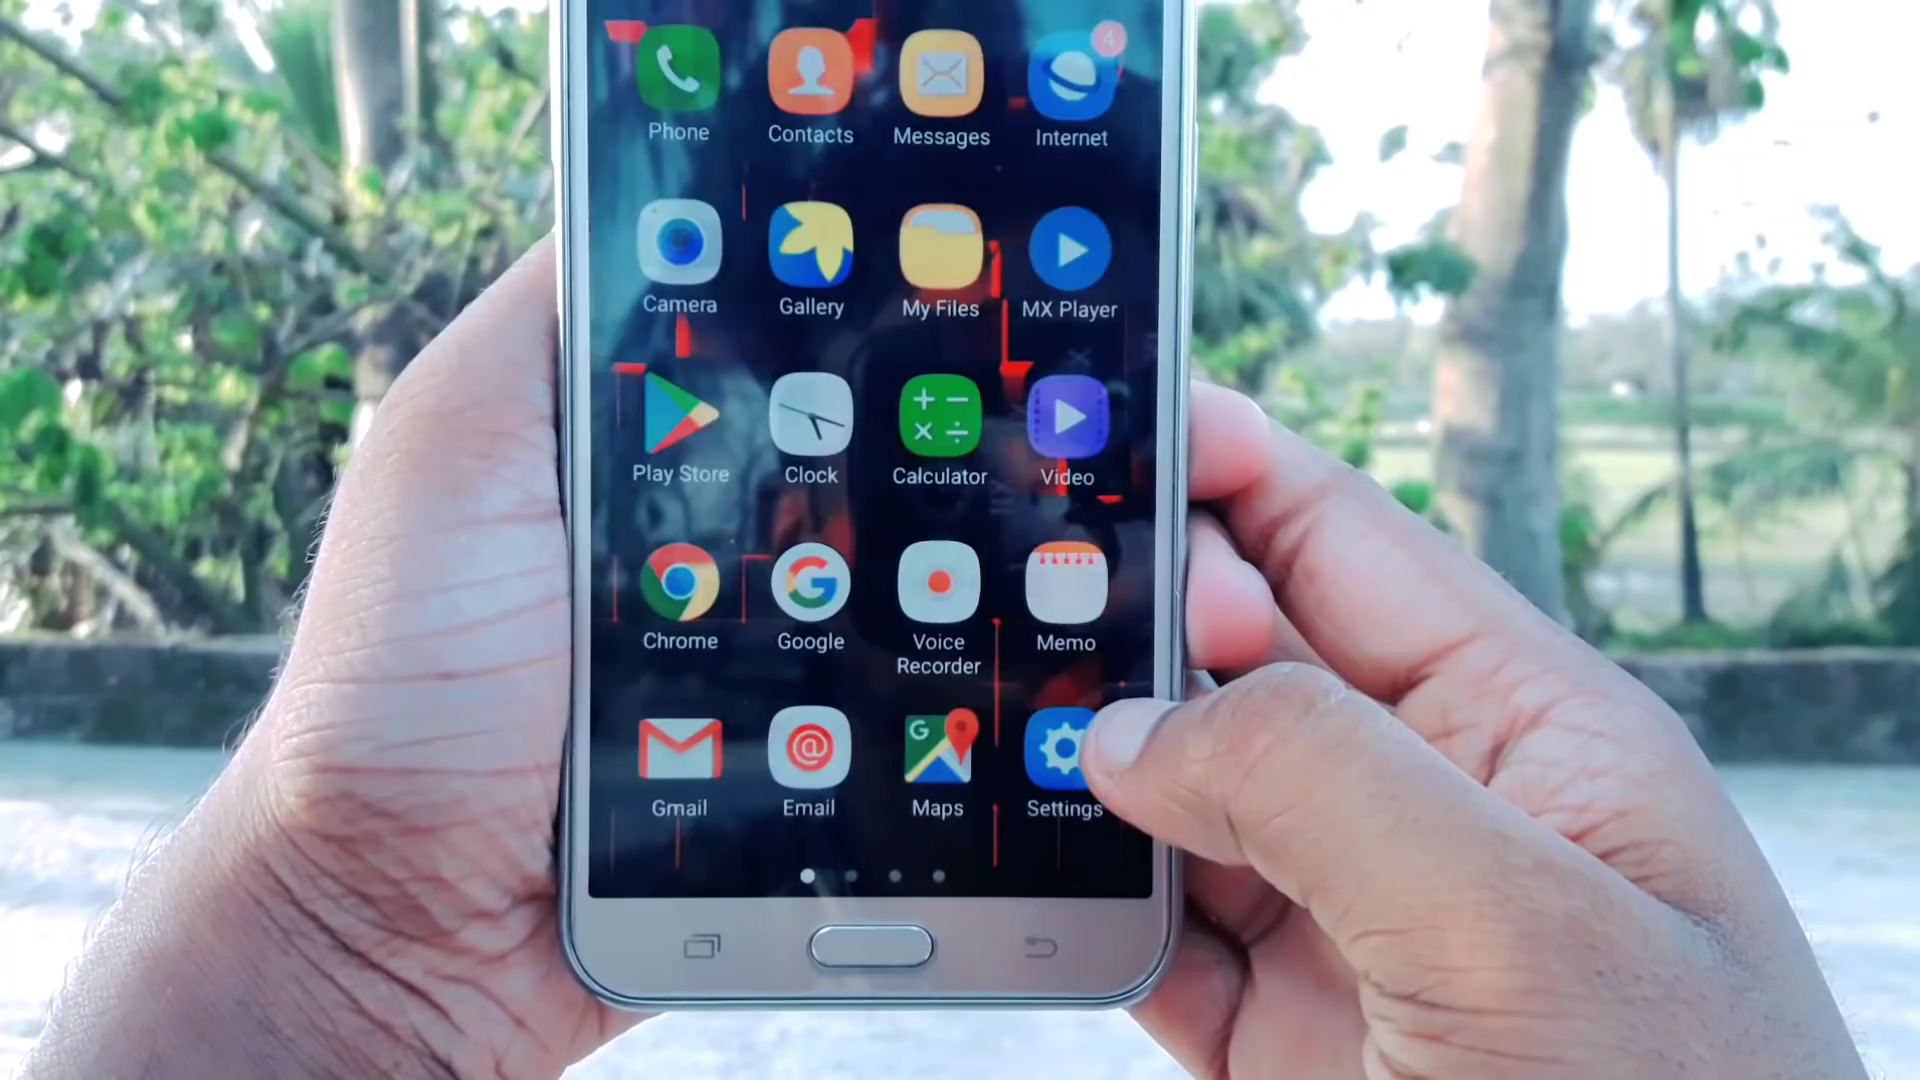 4
Phone
Contacts
Messages
Internet
Camera
Gallery
My Files
MX Player
Play Store
Clock
Calculator
Video
Chrome
Google
Voice
Recorder
Memo
Gmail
Email
Maps
Settings